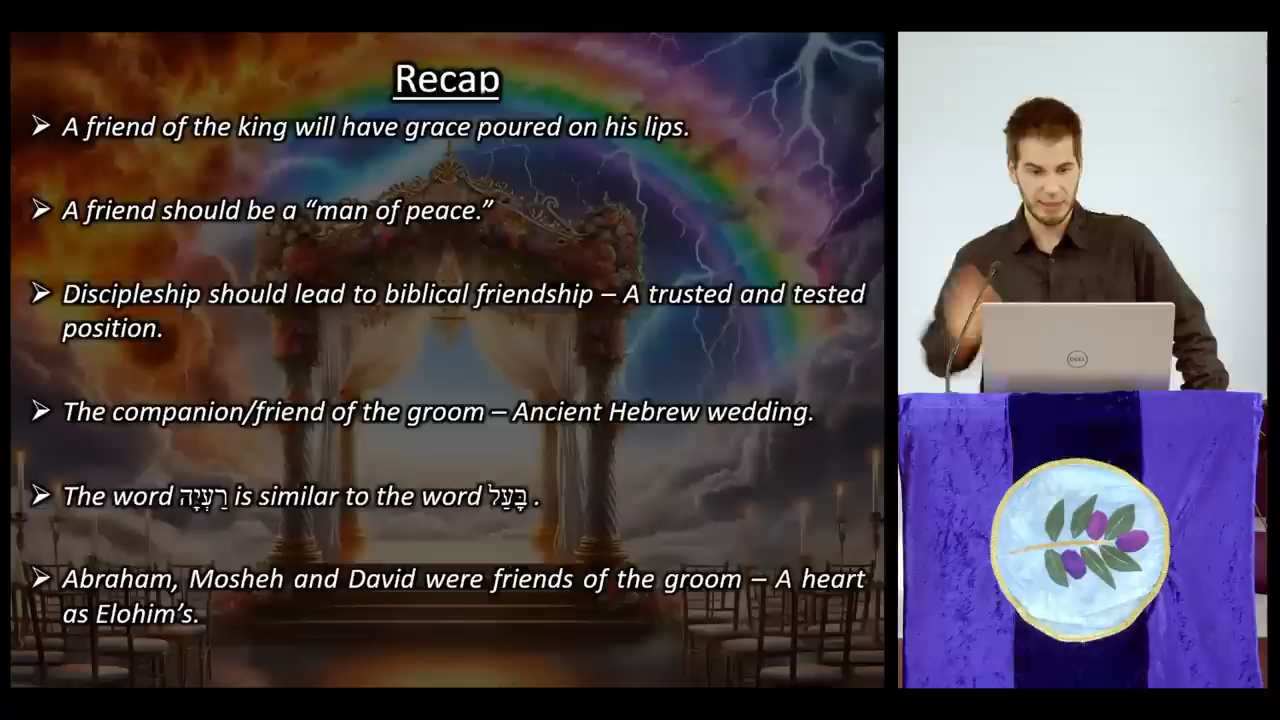 Recap
➢ A friend of the king will have grace poured on his lips.
➢ A friend should be a “man of peace.”
➢ Discipleship should lead to biblical friendship – A trusted and tested
position.
➢ The companion/friend of the groom – Ancient Hebrew wedding.
➢ The word רַעְיָה is similar to the word בָּעַל .
➢ Abraham, Mosheh and David were friends of the groom – A heart
as Elohim’s.
DELL